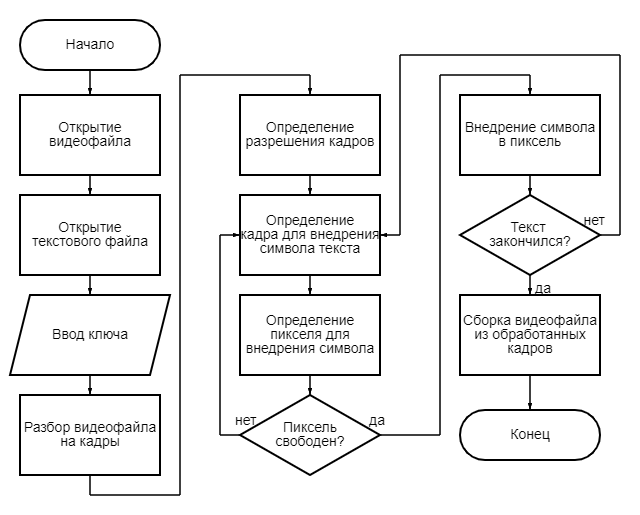 Начало
Открытие
видеофайла
Открытие
текстового файла
Ввод ключа
Разбор видеофайла
на кадры
Определение
разрешения кадров
Определение
кадра для внедрения
символа текста
Определение
пикселя для
внедрения символа
нет
Пиксель
свободен?
да
Внедрение символа
в пиксель
Текст
закончился?
нет
да
Сборка видеофайла
из обработанных
кадров
Конец